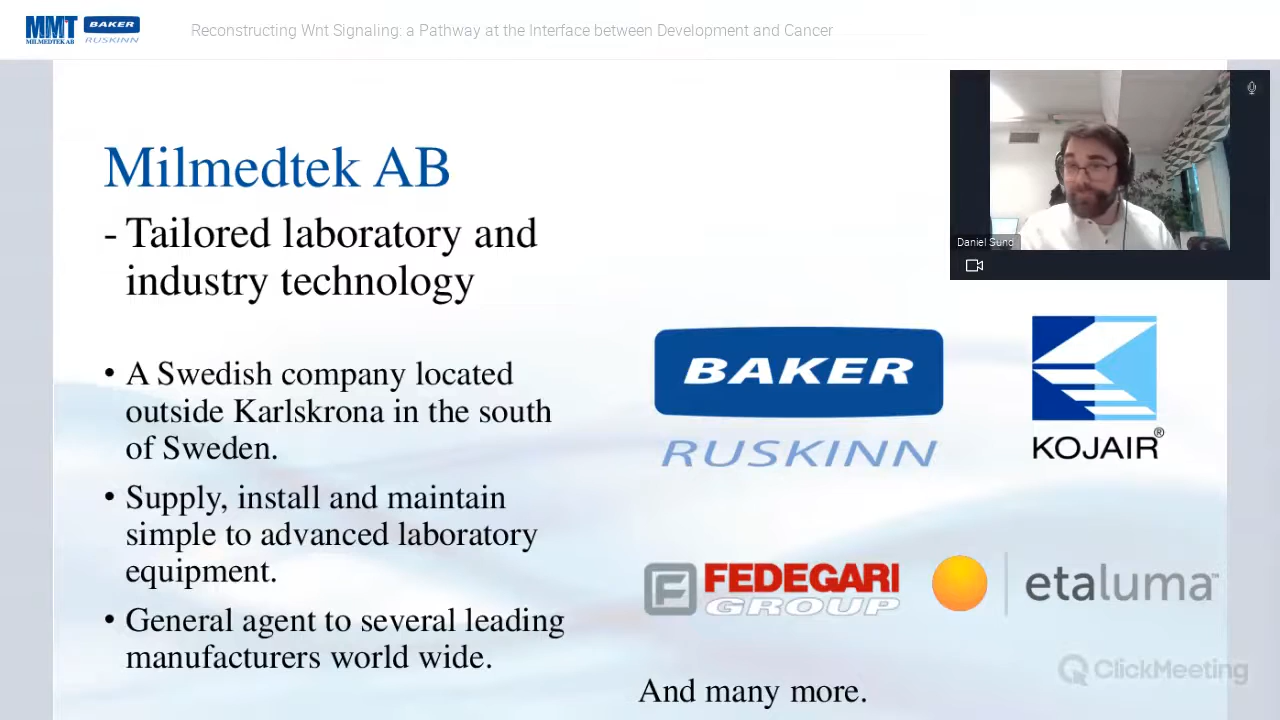 MMT
MILMEDTEK AB
BAKER
RUSKINN
Reconstructing Wnt Signaling: a Pathway at the Interface between Development and Cancer
Daniel Sund
Milmedtek AB
- Tailored laboratory and
industry technology
• A Swedish company located
outside Karlskrona in the south
of Sweden.
• Supply, install and maintain
simple to advanced laboratory
equipment.
• General agent to several leading
manufacturers world wide.
BAKER
RUSKINN
KOJAIR®
F FEDEGARI
GROUP
etaluma™
And many more.
ClickMeeting